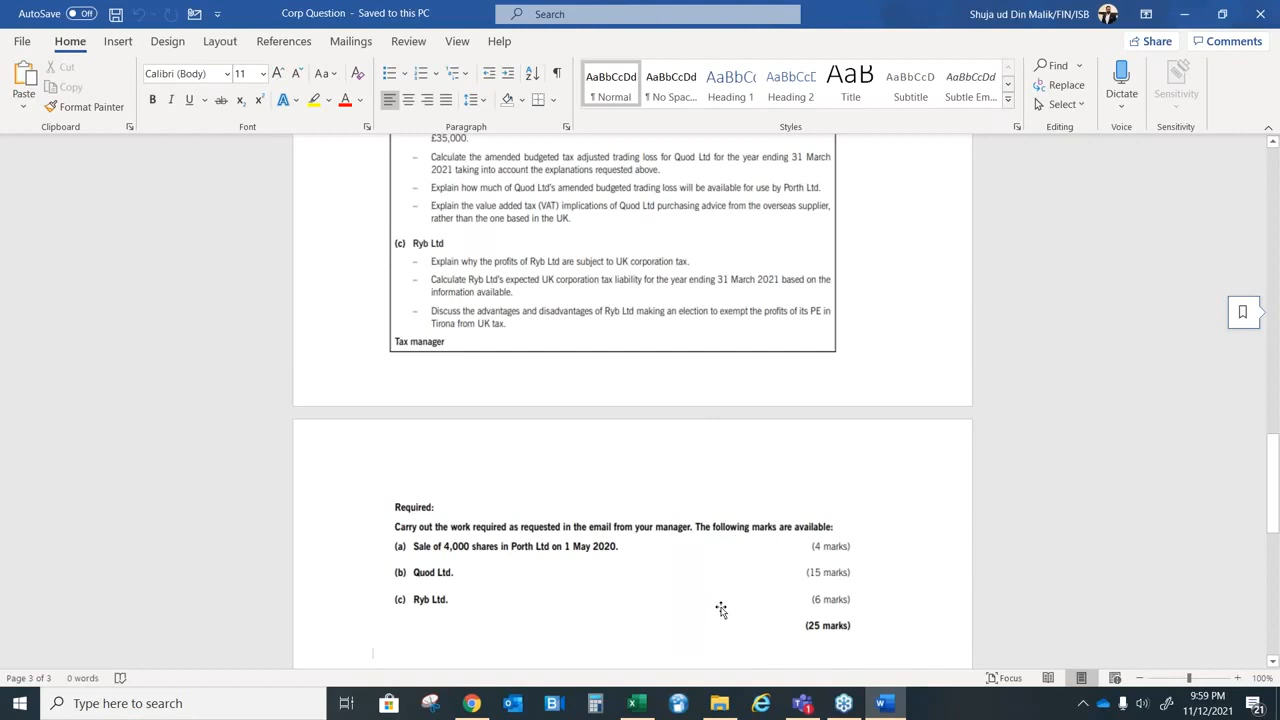 AutoSave Off
Corp Question - Word
Search
Shuja ud Din Malik/FIN/ISB
File Home Insert Design Layout References Mailings Review View Help Share Comments
Paste Cut Copy Format Painter
Calibri (Body) 11
AaBbCcDd AaBbCcDd AaBbC( AaBbCcE AaB AaBbCcD AaBbCcDd
¶ Normal ¶ No Spac... Heading 1 Heading 2 Title Subtitle Subtle Em...
Find
Replace
Select
Dictate
Sensitivity
Clipboard Font Paragraph Styles Editing Voice Sensitivity
£35,000.
– Calculate the amended budgeted tax adjusted trading loss for Quod Ltd for the year ending 31 March
2021 taking into account the explanations requested above.
– Explain how much of Quod Ltd's amended budgeted trading loss will be available for use by Porth Ltd.
– Explain the value added tax (VAT) implications of Quod Ltd purchasing advice from the overseas supplier,
rather than the one based in the UK.
(c) Ryb Ltd
– Explain why the profits of Ryb Ltd are subject to UK corporation tax.
– Calculate Ryb Ltd's expected UK corporation tax liability for the year ending 31 March 2021 based on the
information available.
– Discuss the advantages and disadvantages of Ryb Ltd making an election to exempt the profits of its PE in
Tirona from UK tax.
Tax manager
Required:
Carry out the work required as requested in the email from your manager. The following marks are available:
(a) Sale of 4,000 shares in Porth Ltd on 1 May 2020. (4 marks)
(b) Quod Ltd. (15 marks)
(c) Ryb Ltd. (6 marks)
(25 marks)
Page 3 of 3 0 words Focus 100%
Type here to search
9:59 PM
11/12/2021